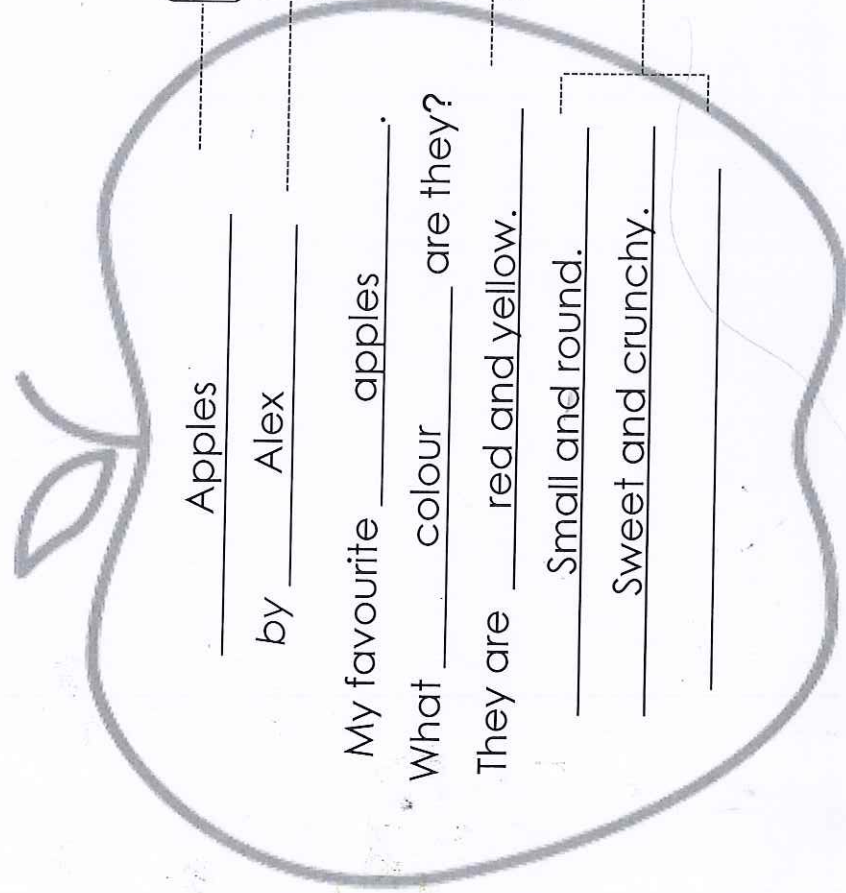 Apples
by Alex
My favourite apples.
What colour are they?
They are red and yellow.
Small and round.
Sweet and crunchy.